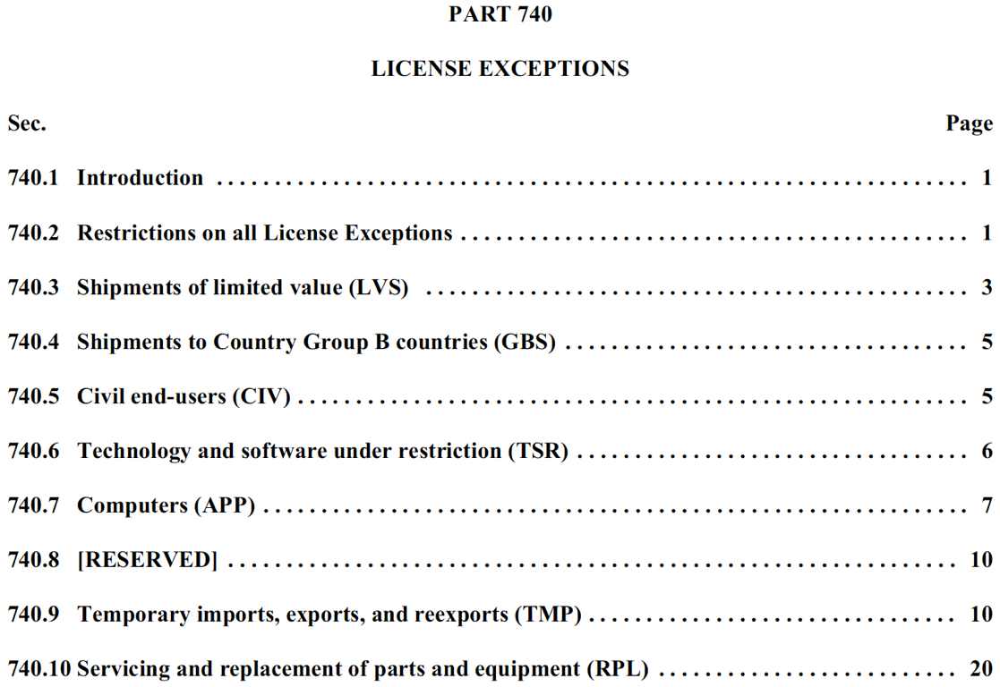 PART 740
LICENSE EXCEPTIONS
Sec. Page
740.1 Introduction . . . . . . . . . . . . . . . . . . . . . . . . . . . . . . . . . . . . . . . . . . . . . . . . . . . . . . . . . . . . . . . . . 1
740.2 Restrictions on all License Exceptions . . . . . . . . . . . . . . . . . . . . . . . . . . . . . . . . . . . . . . . . . . . . 1
740.3 Shipments of limited value (LVS) . . . . . . . . . . . . . . . . . . . . . . . . . . . . . . . . . . . . . . . . . . . . . . . 3
740.4 Shipments to Country Group B countries (GBS) . . . . . . . . . . . . . . . . . . . . . . . . . . . . . . . . . . . 5
740.5 Civil end-users (CIV) . . . . . . . . . . . . . . . . . . . . . . . . . . . . . . . . . . . . . . . . . . . . . . . . . . . . . . . . . . 5
740.6 Technology and software under restriction (TSR) . . . . . . . . . . . . . . . . . . . . . . . . . . . . . . . . . . 6
740.7 Computers (APP) . . . . . . . . . . . . . . . . . . . . . . . . . . . . . . . . . . . . . . . . . . . . . . . . . . . . . . . . . . . . . 7
740.8 [RESERVED] . . . . . . . . . . . . . . . . . . . . . . . . . . . . . . . . . . . . . . . . . . . . . . . . . . . . . . . . . . . . . . . 10
740.9 Temporary imports, exports, and reexports (TMP) . . . . . . . . . . . . . . . . . . . . . . . . . . . . . . . . 10
740.10 Servicing and replacement of parts and equipment (RPL) . . . . . . . . . . . . . . . . . . . . . . . . . . 20